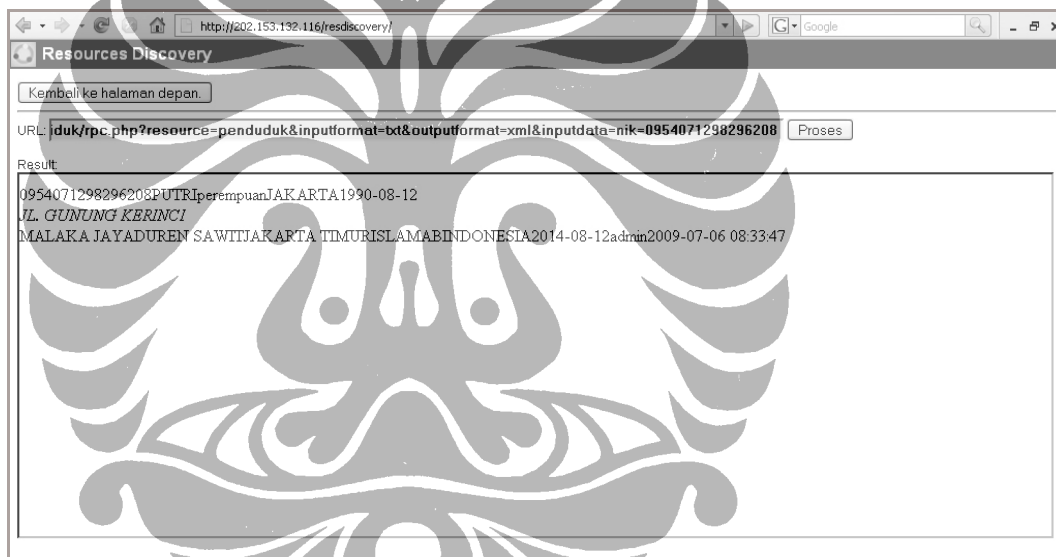 http://202.153.132.116/resdiscovery/ G Google
Resources Discovery
Kembali ke halaman depan.
URL: iduk/rpc.php?resource=penduduk&inputformat=txt&outputformat=xml&inputdata=nik=0954071298296208 Proses
Result:
0954071298296208PUTRIperempuanJAKARTA1990-08-12
JL. GUNUNG KERINCI
MALAKA JAYADUREN SAWITJAKARTA TIMURISLAMABINDONESIA2014-08-12admin2009-07-06 08:33:47